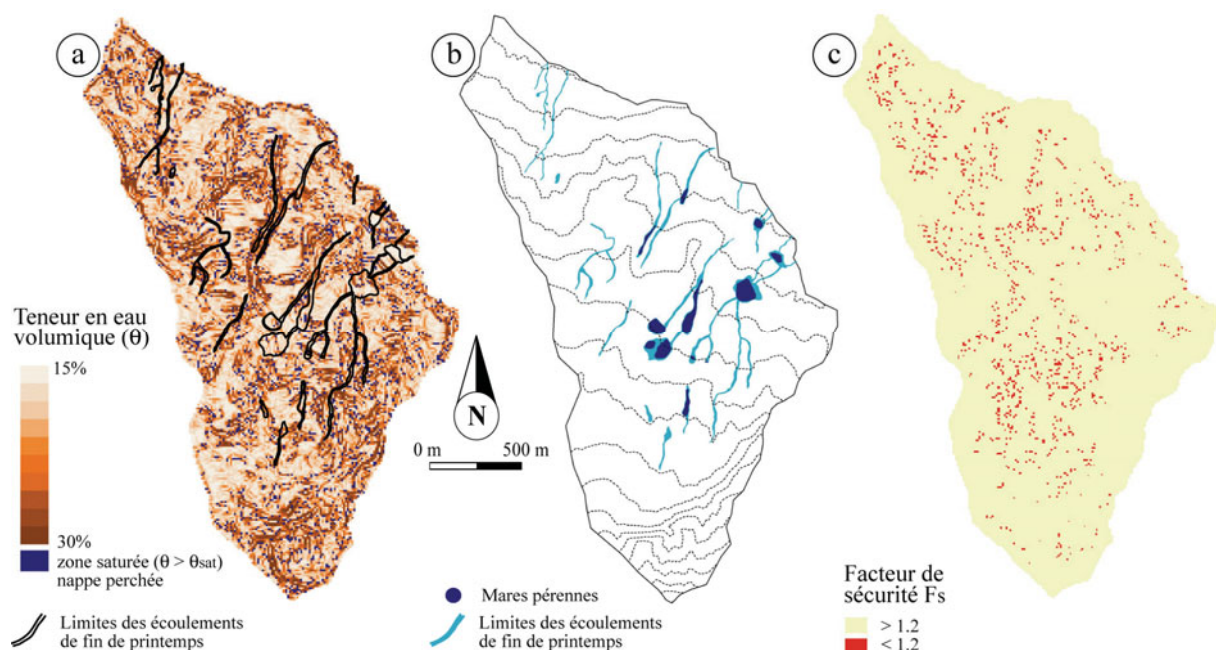 a
b
c
Teneur en eau
volumique (θ)
15%
30%
zone saturée (θ > θsat)
nappe perchée
Limites des écoulements
de fin de printemps
N
0 m 500 m
Mares pérennes
Limites des écoulements
de fin de printemps
Facteur de
sécurité Fs
> 1.2
< 1.2